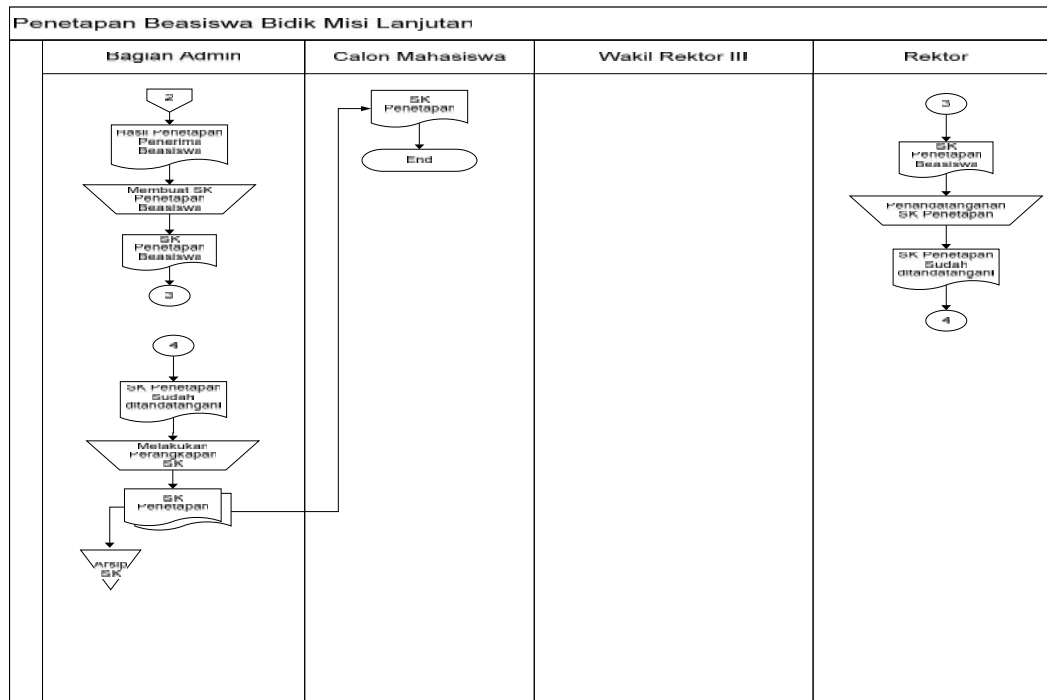 Penetapan Beasiswa Bidik Misi Lanjutan
Bagian Admin
Calon Mahasiswa
Wakil Rektor III
Rektor
2
Hasil Penetapan
Penerima
Beasiswa
Membuat SK
Penetapan
Beasiswa
SK
Penetapan
Beasiswa
3
4
SK Penetapan
Sudah
ditandatangani
Melakukan
Perangkapan
SK
SK
Penetapan
Arsip
SK
SK
Penetapan
End
3
SK
Penetapan
Beasiswa
Penandatanganan
SK Penetapan
SK Penetapan
Sudah
ditandatangani
4